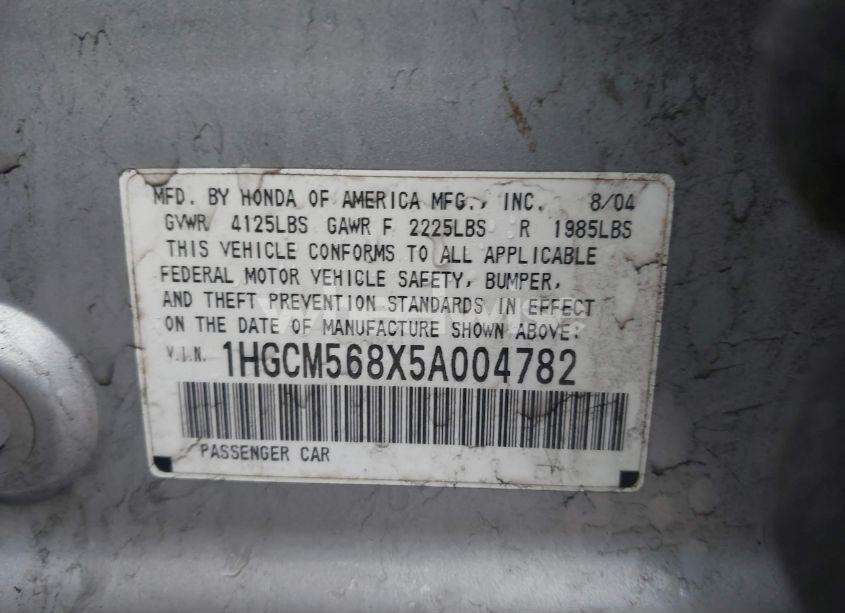 MFD. BY HONDA OF AMERICA MFG., INC. 8/04
GVWR 4125LBS GAWR F 2225LBS R 1985LBS
THIS VEHICLE CONFORMS TO ALL APPLICABLE
FEDERAL MOTOR VEHICLE SAFETY, BUMPER,
AND THEFT PREVENTION STANDARDS IN EFFECT
ON THE DATE OF MANUFACTURE SHOWN ABOVE.
V.I.N. 1HGCM568X5A004782
PASSENGER CAR